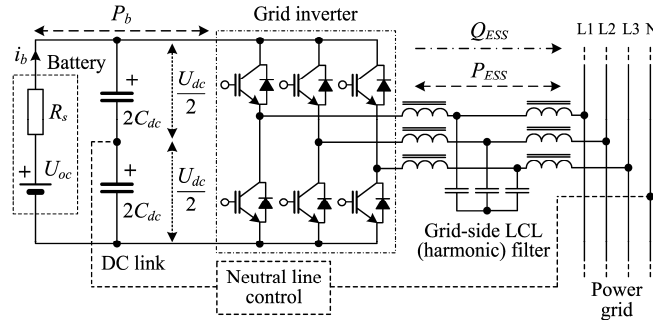 P_b
Grid inverter
Q_ESS
L1 L2 L3 N
i_b
Battery
+
U_dc
2
P_ESS
R_s
2C_dc
+
U_oc
+
U_dc
2
2C_dc
DC link
Grid-side LCL
(harmonic) filter
Neutral line
control
Power
grid